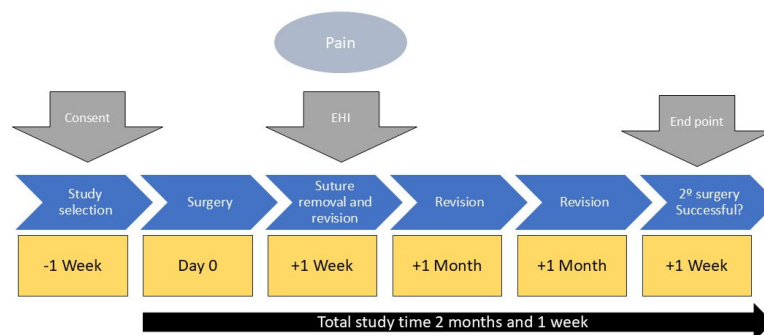 Pain
Consent
EHI
End point
Study
selection
Surgery
Suture
removal and
revision
Revision
Revision
2º surgery
Successful?
-1 Week
Day 0
+1 Week
+1 Month
+1 Month
+1 Week
Total study time 2 months and 1 week